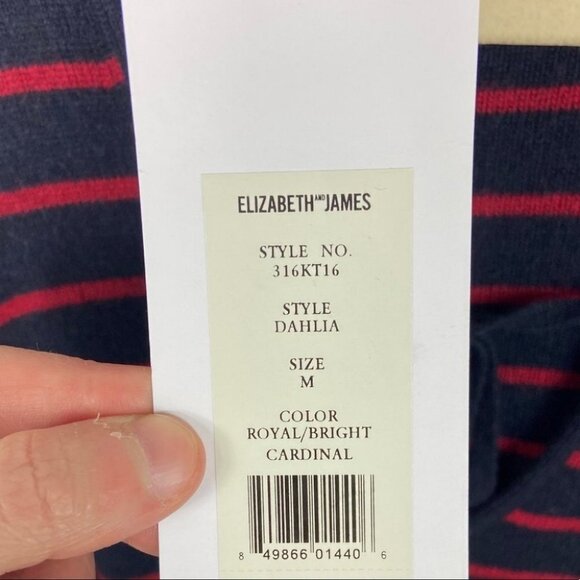 ELIZABETH AND JAMES
STYLE NO.
316KT16
STYLE
DAHLIA
SIZE
M
COLOR
ROYAL/BRIGHT
CARDINAL
8 49866 01440 6